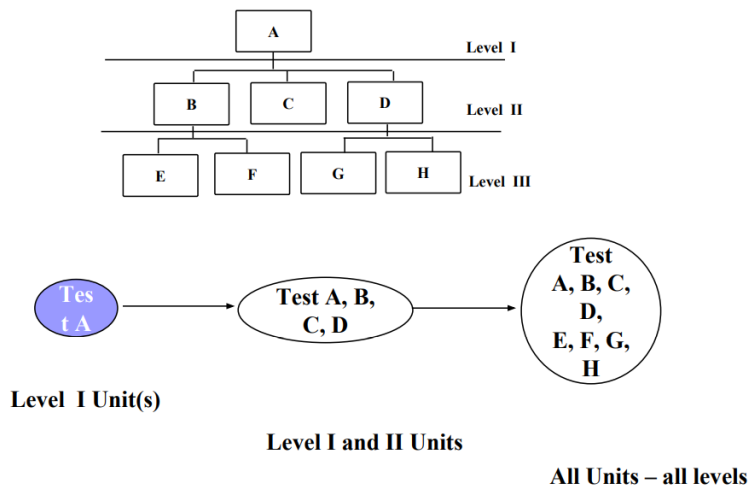 A
Level I
B
C
D
Level II
E
F
G
H
Level III
Tes
t A
Test A, B,
C, D
Test
A, B, C,
D,
E, F, G,
H
Level I Unit(s)
Level I and II Units
All Units – all levels